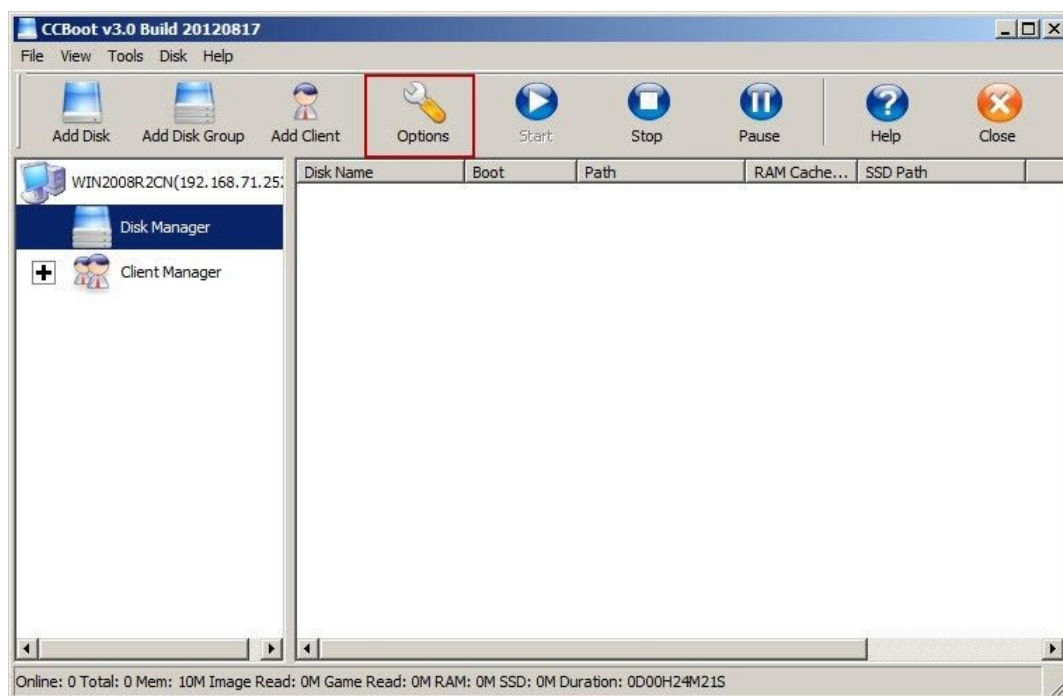 CCBoot v3.0 Build 20120817
File View Tools Disk Help
Add Disk Add Disk Group Add Client Options Start Stop Pause Help Close
WIN2008R2CN(192.168.71.25
Disk Name Boot Path RAM Cache... SSD Path
Disk Manager
Client Manager
Online: 0 Total: 0 Mem: 10M Image Read: 0M Game Read: 0M RAM: 0M SSD: 0M Duration: 0D00H24M21S